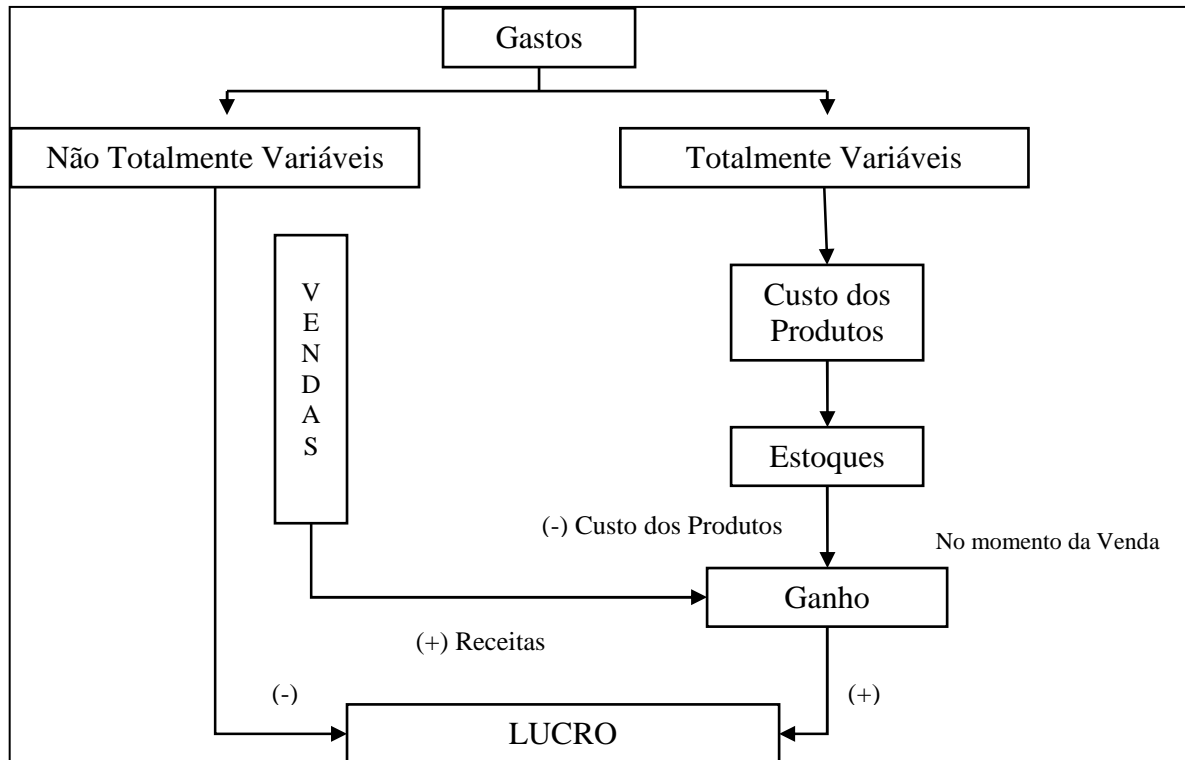 Gastos
Não Totalmente Variáveis
Totalmente Variáveis
V
E
N
D
A
S
Custo dos
Produtos
Estoques
(-) Custo dos Produtos
No momento da Venda
Ganho
(+) Receitas
(-)
(+)
LUCRO